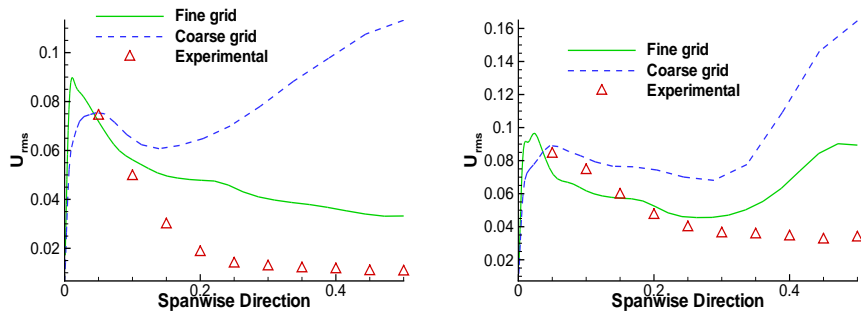 Fine grid
Coarse grid
Experimental
0.1
0.08
0.06
0.04
0.02
U rms
0
0.2
0.4
Spanwise Direction
Fine grid
Coarse grid
Experimental
0.16
0.14
0.12
0.1
0.08
0.06
0.04
0.02
U rms
0
0.2
0.4
Spanwise Direction